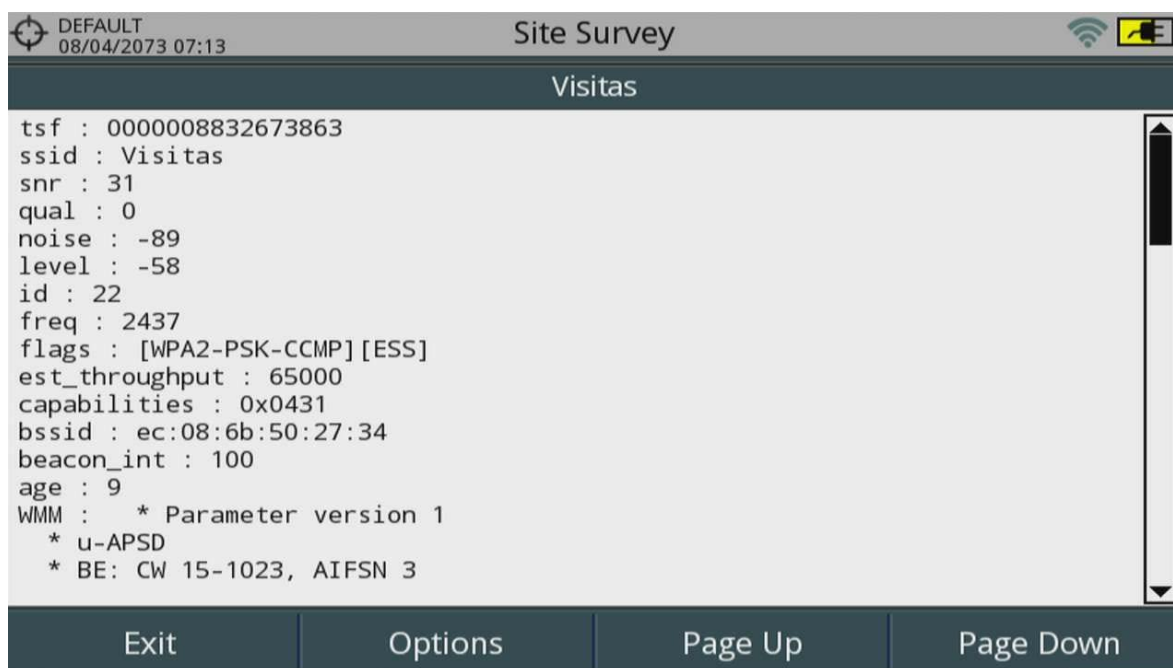 DEFAULT
08/04/2073 07:13
Site Survey
Visitas
tsf : 0000008832673863
ssid : Visitas
snr : 31
qual : 0
noise : -89
level : -58
id : 22
freq : 2437
flags : [WPA2-PSK-CCMP][ESS]
est_throughput : 65000
capabilities : 0x0431
bssid : ec:08:6b:50:27:34
beacon_int : 100
age : 9
WMM :   * Parameter version 1
* u-APSD
* BE: CW 15-1023, AIFSN 3
Exit
Options
Page Up
Page Down